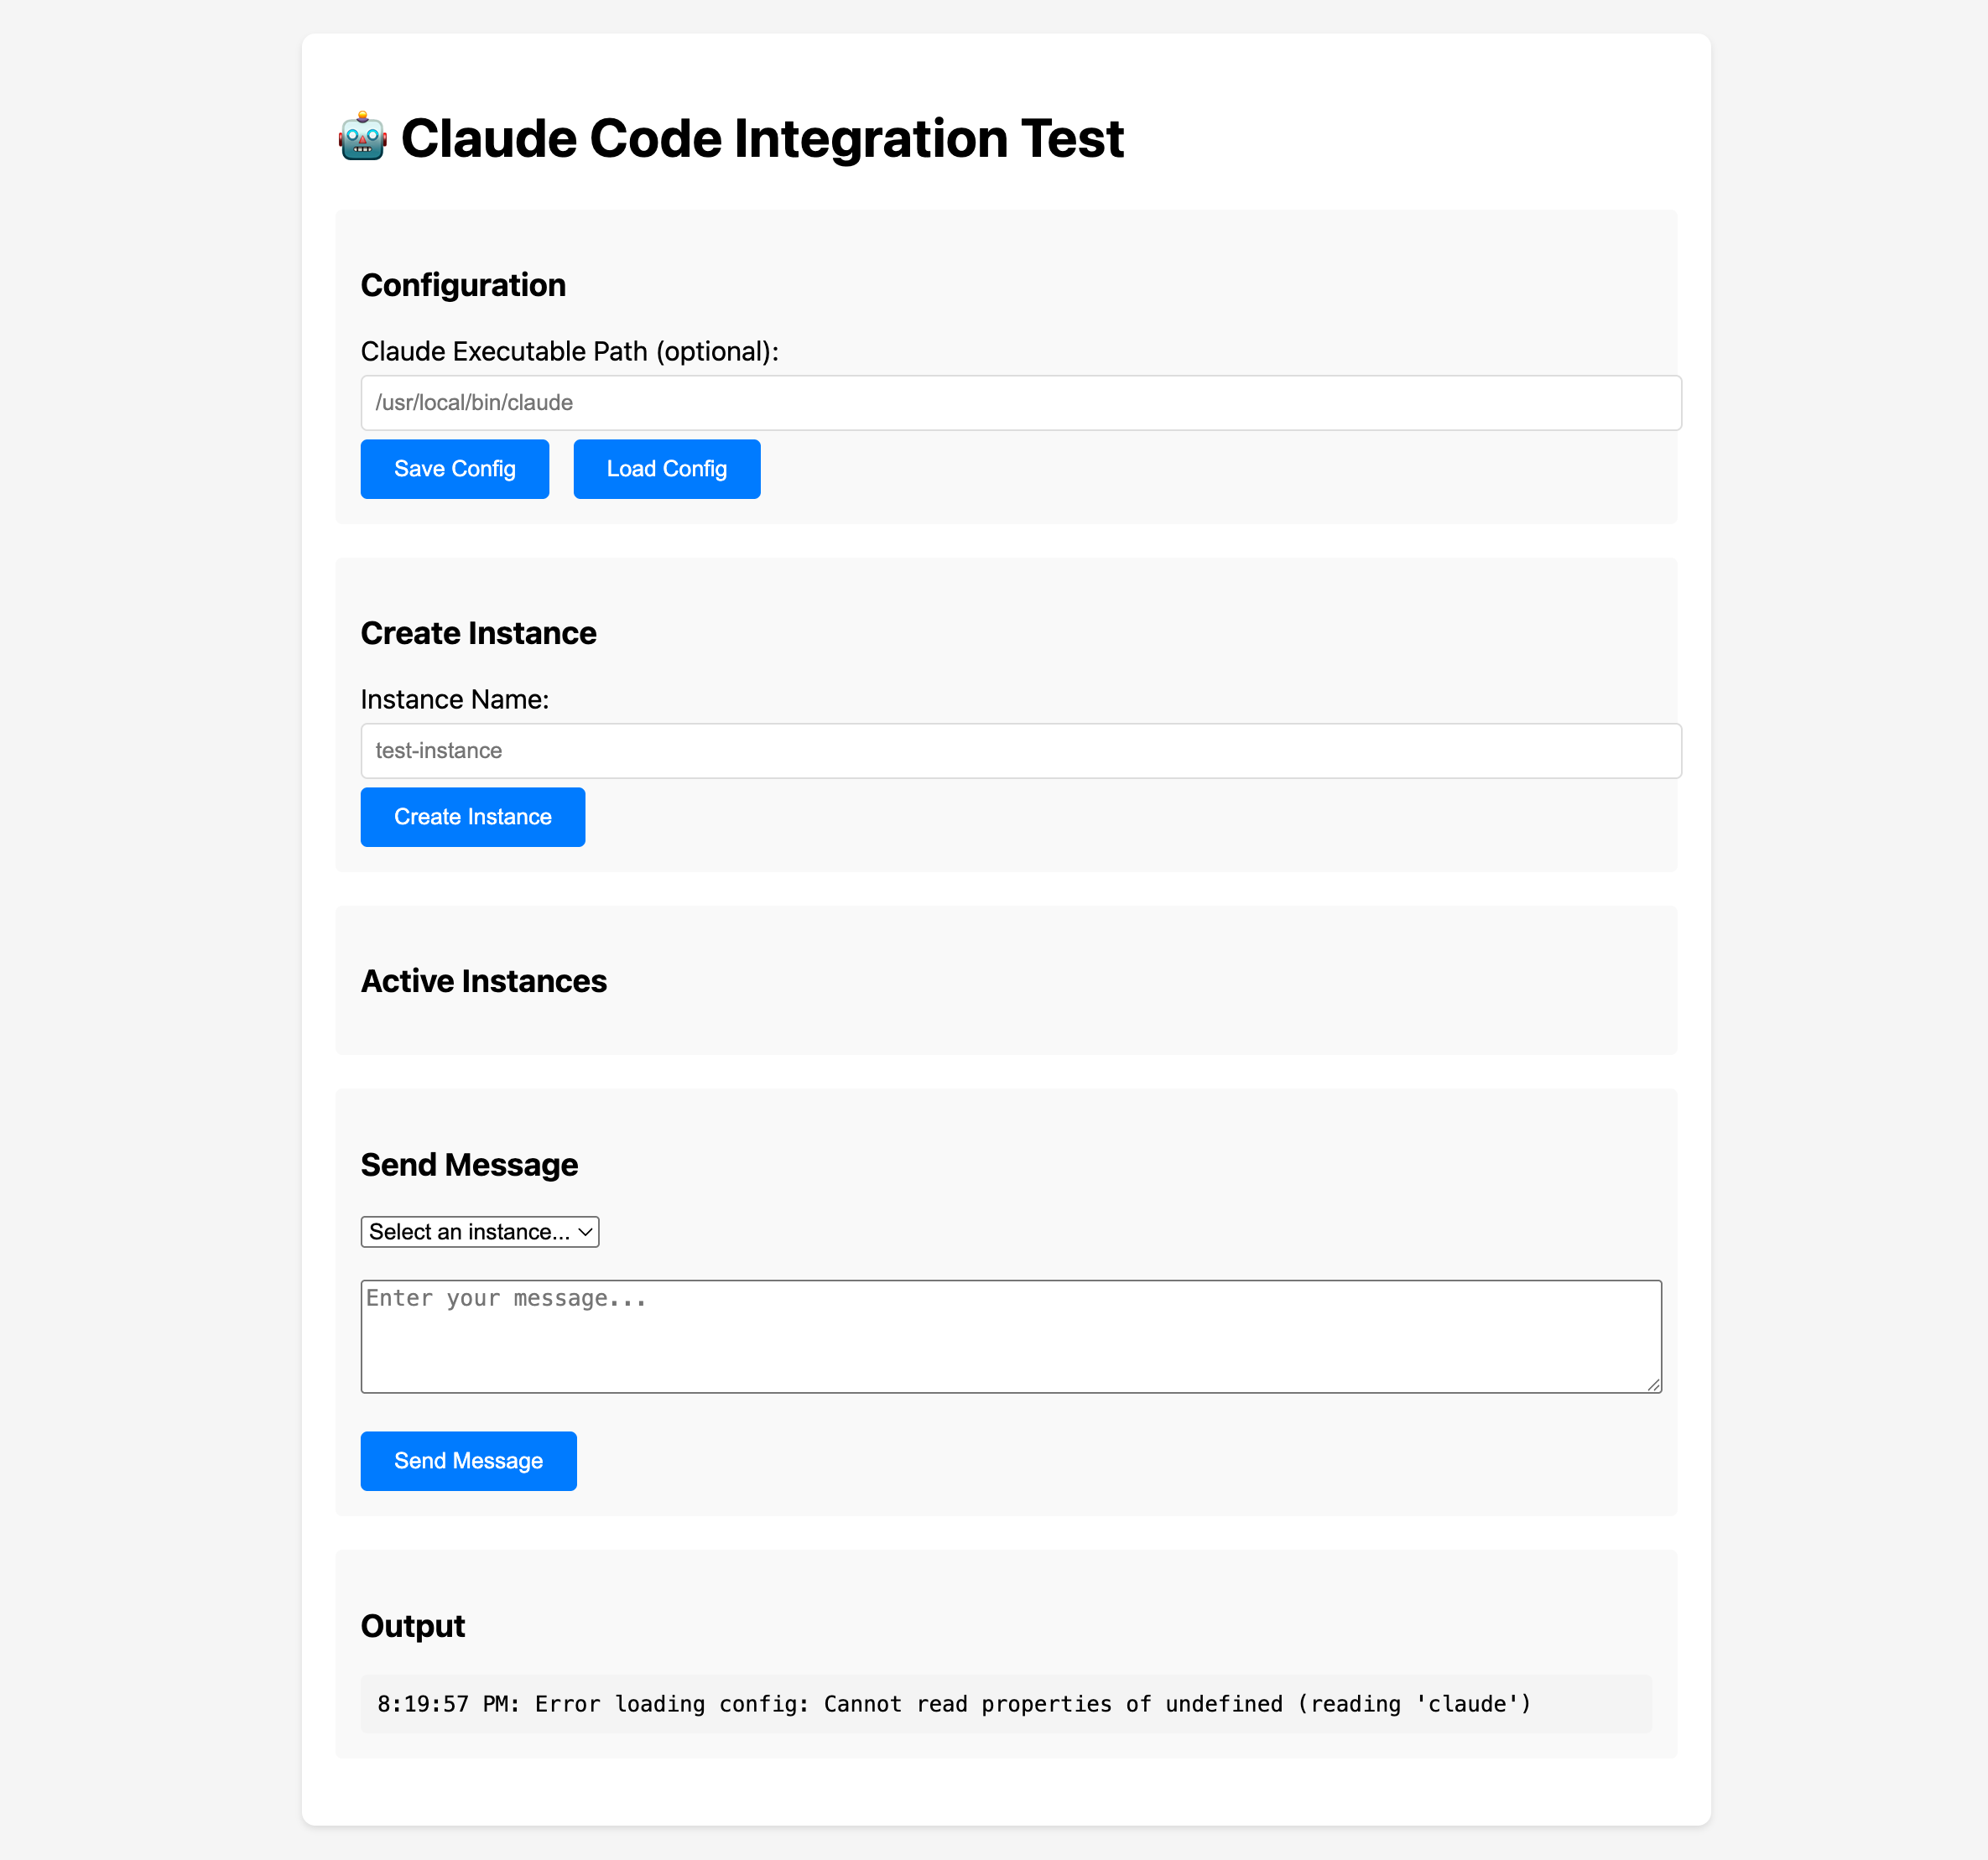 🤖 Claude Code Integration Test
Configuration
Claude Executable Path (optional):
/usr/local/bin/claude
Save Config Load Config
Create Instance
Instance Name:
test-instance
Create Instance
Active Instances
Send Message
Select an instance...
Enter your message...
Send Message
Output
8:19:57 PM: Error loading config: Cannot read properties of undefined (reading 'claude')